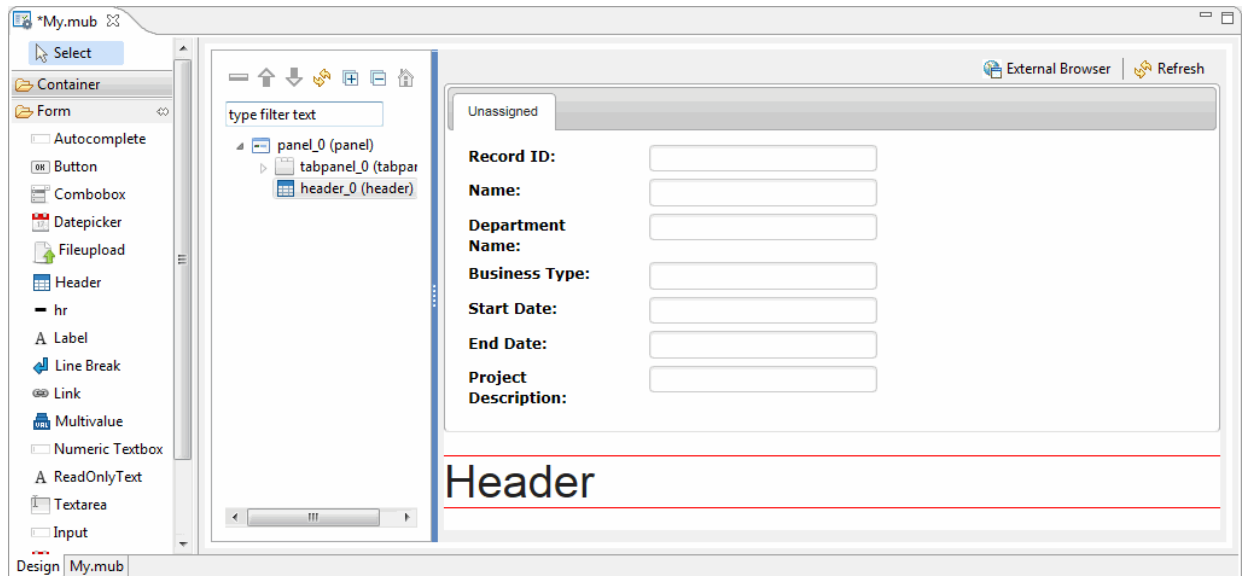 *My.mub
Select
Container
Form
Autocomplete
OK Button
Combobox
Datepicker
Fileupload
Header
hr
A Label
Line Break
Link
VAL Multivalue
Numeric Textbox
A ReadOnlyText
Textarea
Input
Design My.mub
type filter text
panel_0 (panel)
tabpanel_0 (tabpar
header_0 (header)
External Browser Refresh
Unassigned
Record ID:
Name:
Department
Name:
Business Type:
Start Date:
End Date:
Project
Description:
Header